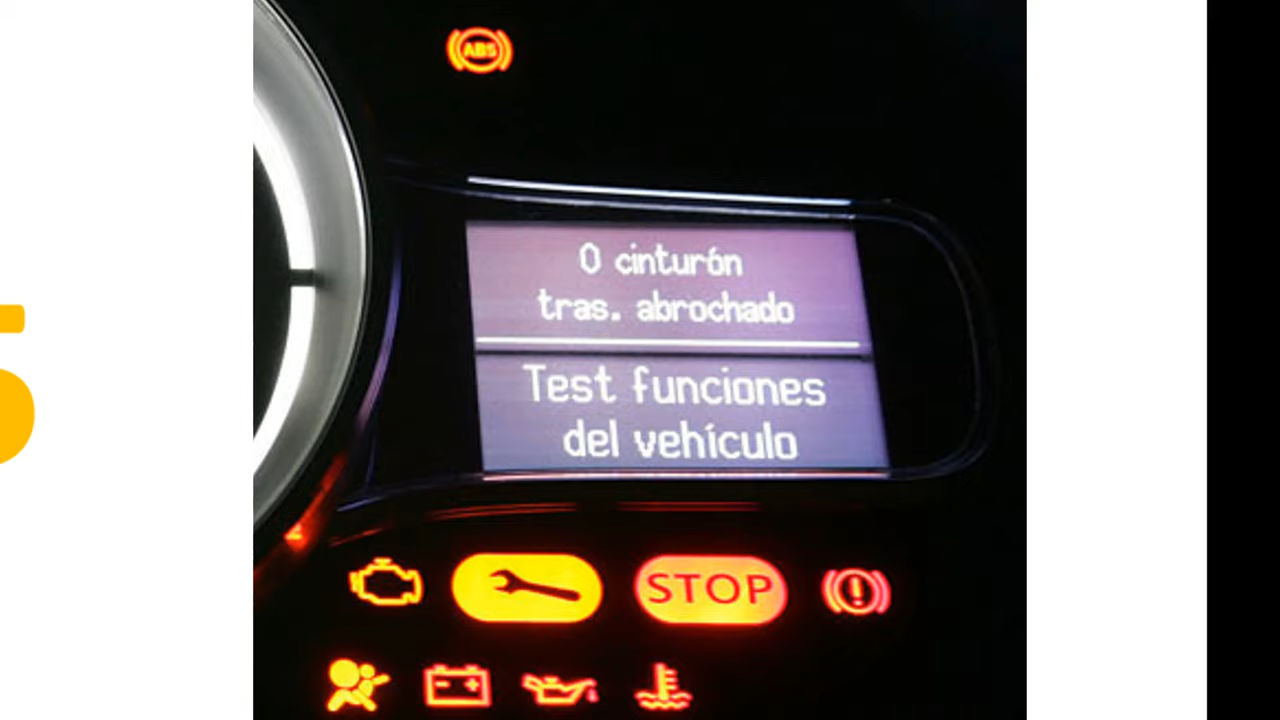 ABS
0 cinturón
tras. abrochado
Test funciones
del vehículo
STOP